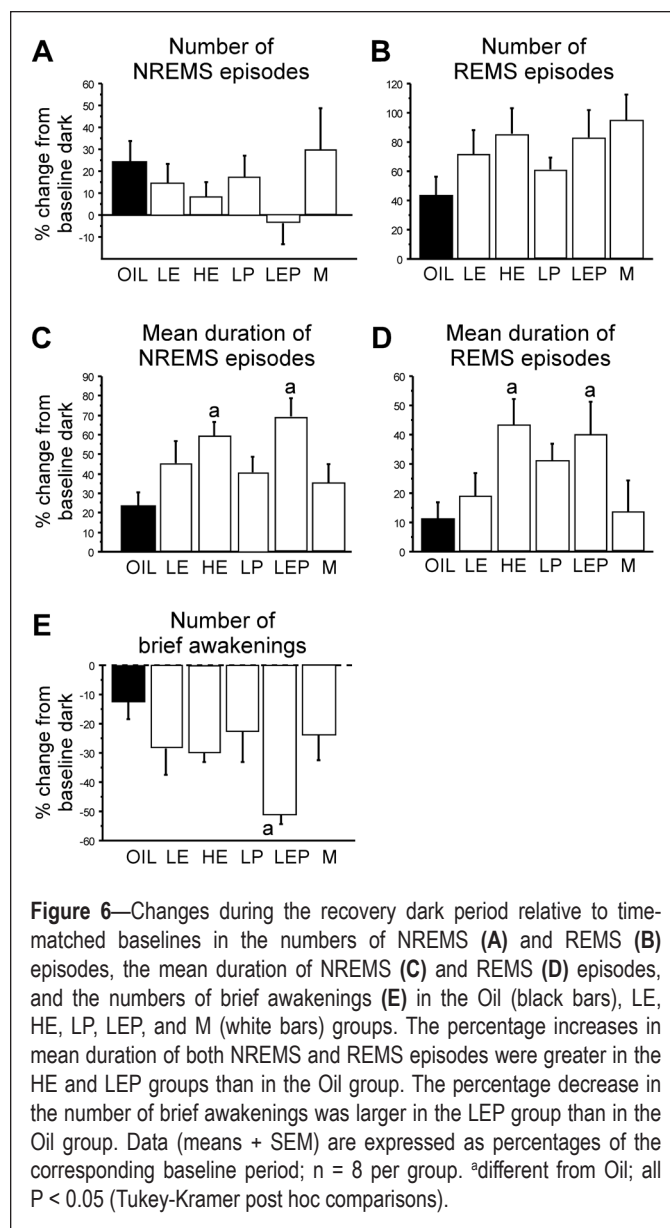 A
Number of
NREMS episodes
% change from
baseline dark
60
50
40
30
20
10
0
-10
OIL LE HE LP LEP M
B
Number of
REMS episodes
120
100
80
60
40
20
0
OIL LE HE LP LEP M
C
Mean duration of
NREMS episodes
% change from
baseline dark
90
80
70
60
50
40
30
20
10
0
a
a
OIL LE HE LP LEP M
D
Mean duration of
REMS episodes
60
50
40
30
20
10
0
a
a
OIL LE HE LP LEP M
E
Number of
brief awakenings
% change from
baseline dark
0
-10
-20
-30
-40
-50
-60
a
OIL LE HE LP LEP M
Figure 6—Changes during the recovery dark period relative to time-
matched baselines in the numbers of NREMS (A) and REMS (B)
episodes, the mean duration of NREMS (C) and REMS (D) episodes,
and the numbers of brief awakenings (E) in the Oil (black bars), LE,
HE, LP, LEP, and M (white bars) groups. The percentage increases in
mean duration of both NREMS and REMS episodes were greater in the
HE and LEP groups than in the Oil group. The percentage decrease in
the number of brief awakenings was larger in the LEP group than in the
Oil group. Data (means + SEM) are expressed as percentages of the
corresponding baseline period; n = 8 per group. ᵃdifferent from Oil; all
P < 0.05 (Tukey-Kramer post hoc comparisons).